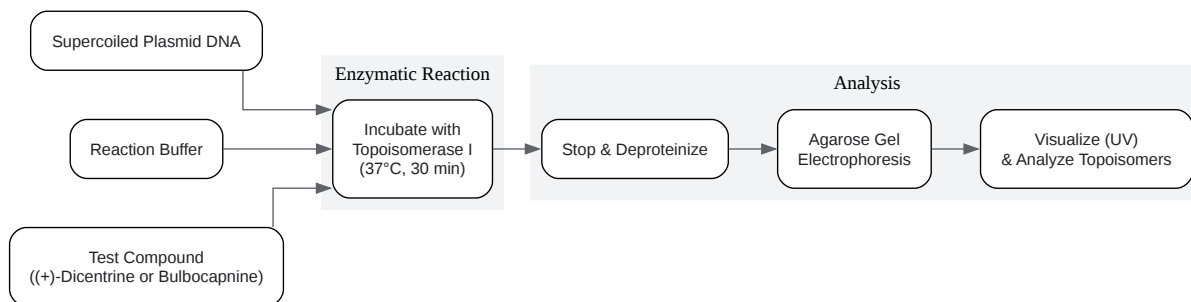 Supercoiled Plasmid DNA
Reaction Buffer
Test Compound
((+)-Dicentrine or Bulbocapnine)
Enzymatic Reaction
Incubate with
Topoisomerase I
(37°C, 30 min)
Analysis
Stop & Deproteinize
Agarose Gel
Electrophoresis
Visualize (UV)
& Analyze Topoisomers